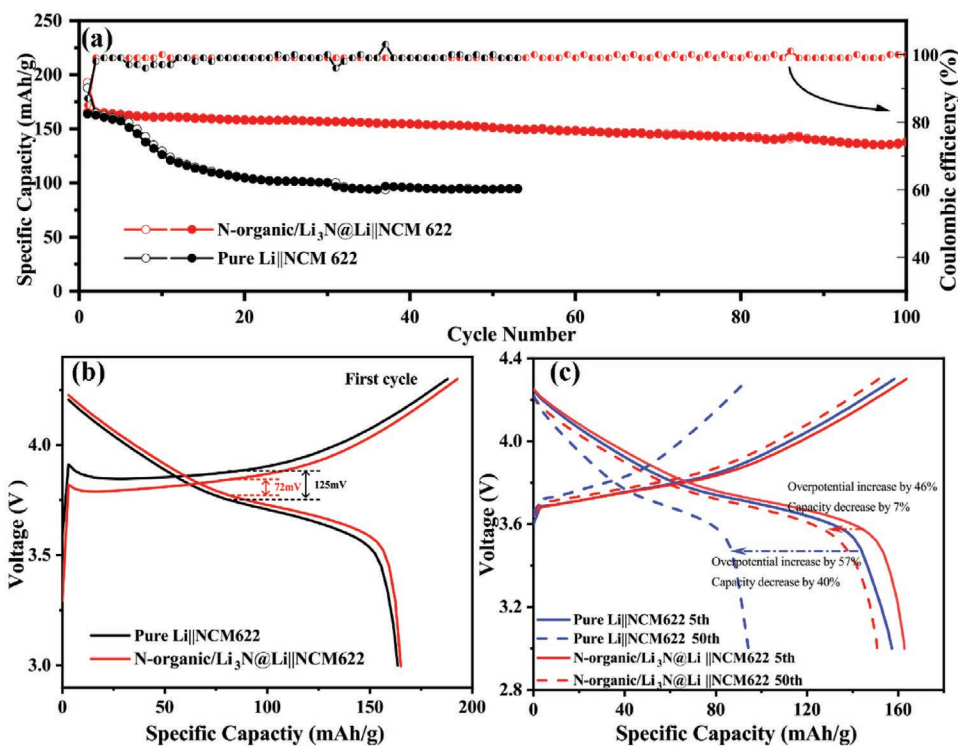 (a)
Specific Capacity (mAh/g)
250
200
150
100
50
0
0
20
40
60
80
100
Cycle Number
100
80
60
40
Coulombic efficiency (%)
N-organic/Li₃N@Li||NCM 622
Pure Li||NCM 622
(b)
First cycle
Voltage (V )
4.0
3.5
3.0
0
50
100
150
200
Specific Capactiy (mAh/g)
125mV
72mV
Pure Li||NCM622
N-organic/Li₃N@Li||NCM622
(c)
Voltage (V )
4.4
4.0
3.6
3.2
2.8
0
40
80
120
160
Specific Capacity (mAh/g)
Overpotential increase by 46%
Capacity decrease by 7%
Overpotential increase by 57%
Capacity decrease by 40%
Pure Li||NCM622 5th
Pure Li||NCM622 50th
N-organic/Li₃N@Li ||NCM622 5th
N-organic/Li₃N@Li ||NCM622 50th